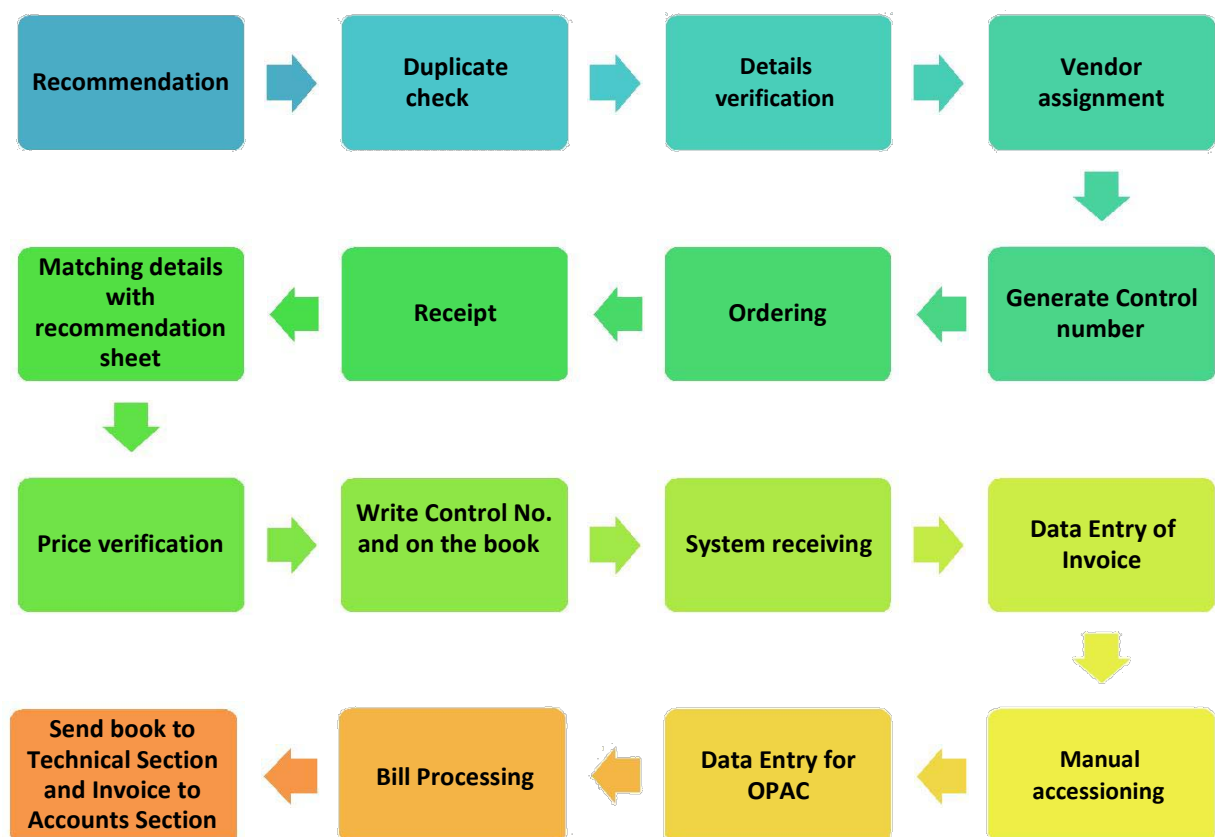 Recommendation
Duplicate
check
Details
verification
Vendor
assignment
Generate Control
number
Ordering
Receipt
Matching details
with
recommendation
sheet
Price verification
Write Control No.
and on the book
System receiving
Data Entry of
Invoice
Manual
accessioning
Data Entry for
OPAC
Bill Processing
Send book to
Technical Section
and Invoice to
Accounts Section